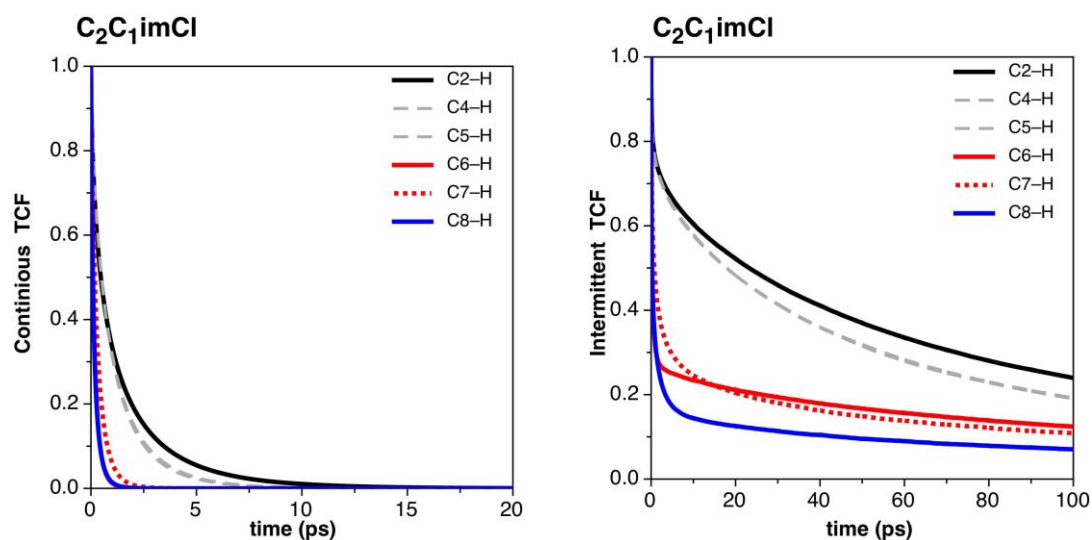 C₂C₁imCl
Continious TCF
1.0
0.8
0.6
0.4
0.2
0.0
C2–H
C4–H
C5–H
C6–H
C7–H
C8–H
0 5 10 15 20
time (ps)
C₂C₁imCl
Intermittent TCF
1.0
0.8
0.6
0.4
0.2
0.0
C2–H
C4–H
C5–H
C6–H
C7–H
C8–H
0 20 40 60 80 100
time (ps)